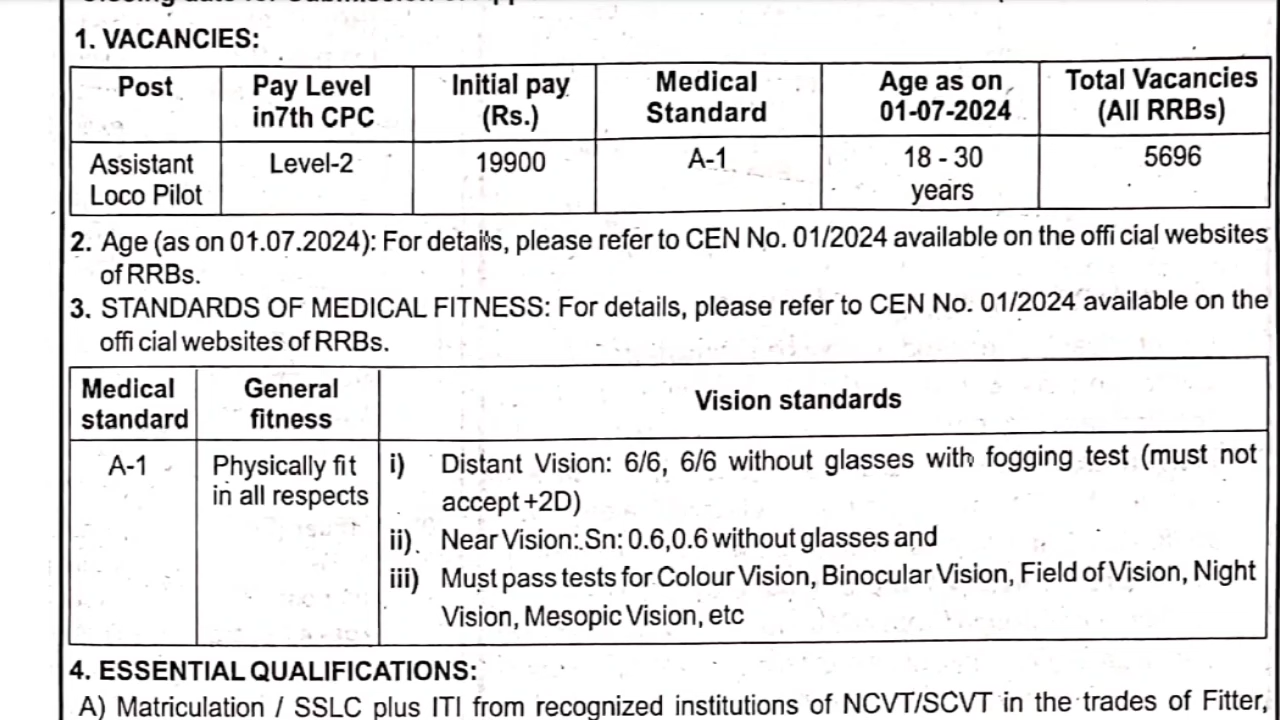 1. VACANCIES:
Post
Pay Level
in7th CPC
Initial pay
(Rs.)
Medical
Standard
Age as on
01-07-2024
Total Vacancies
(All RRBs)
Assistant
Loco Pilot
Level-2
19900
A-1
18 - 30
years
5696
2. Age (as on 01.07.2024): For details, please refer to CEN No. 01/2024 available on the offi cial websites
of RRBs.
3. STANDARDS OF MEDICAL FITNESS: For details, please refer to CEN No. 01/2024 available on the
offi cial websites of RRBs.
Medical
standard
General
fitness
Vision standards
A-1
Physically fit
in all respects
i) Distant Vision: 6/6, 6/6 without glasses with fogging test (must not
accept +2D)
ii) Near Vision: Sn: 0.6,0.6 without glasses and
iii) Must pass tests for Colour Vision, Binocular Vision, Field of Vision, Night
Vision, Mesopic Vision, etc
4. ESSENTIAL QUALIFICATIONS:
A) Matriculation / SSLC plus ITI from recognized institutions of NCVT/SCVT in the trades of Fitter,